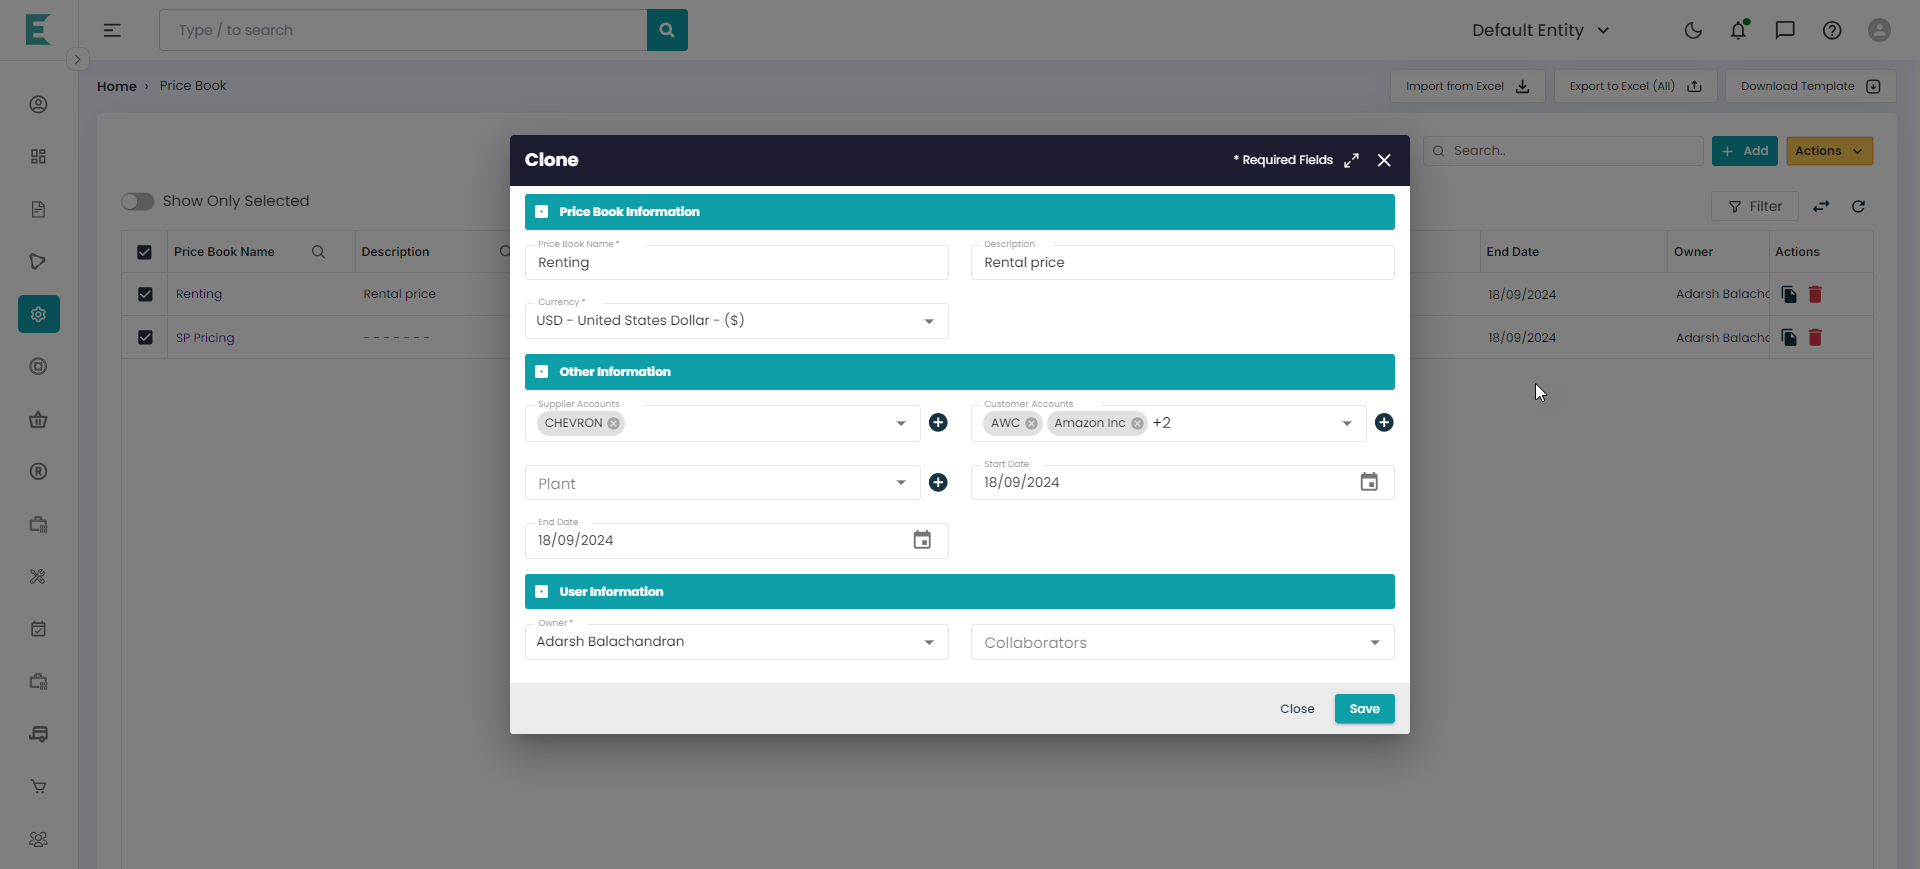 Type / to search
Default Entity
Home › Price Book
Import from Excel
Export to Excel (All)
Download Template
Search..
+ Add
Actions
Show Only Selected
Filter
Price Book Name
Description
End Date
Owner
Actions
Renting
Rental price
18/09/2024
Adarsh Balacho
SP Pricing
- - - - - - -
18/09/2024
Adarsh Balacho
Clone
* Required Fields
Price Book Information
Price Book Name *
Renting
Description
Rental price
Currency *
USD - United States Dollar - ($)
Other Information
Supplier Accounts
CHEVRON
Customer Accounts
AWC
Amazon Inc
+2
Plant
Start Date
18/09/2024
End Date
18/09/2024
User Information
Owner *
Adarsh Balachandran
Collaborators
Close
Save